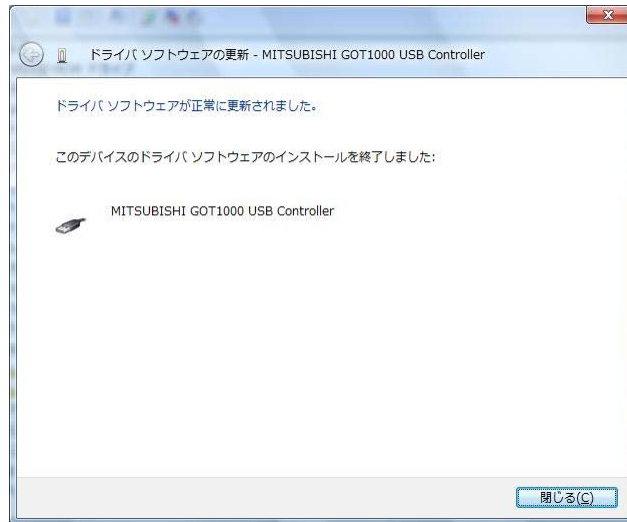 ドライバ ソフトウェアの更新 - MITSUBISHI GOT1000 USB Controller
ドライバ ソフトウェアが正常に更新されました。
このデバイスのドライバ ソフトウェアのインストールを終了しました:
MITSUBISHI GOT1000 USB Controller
閉じる(C)